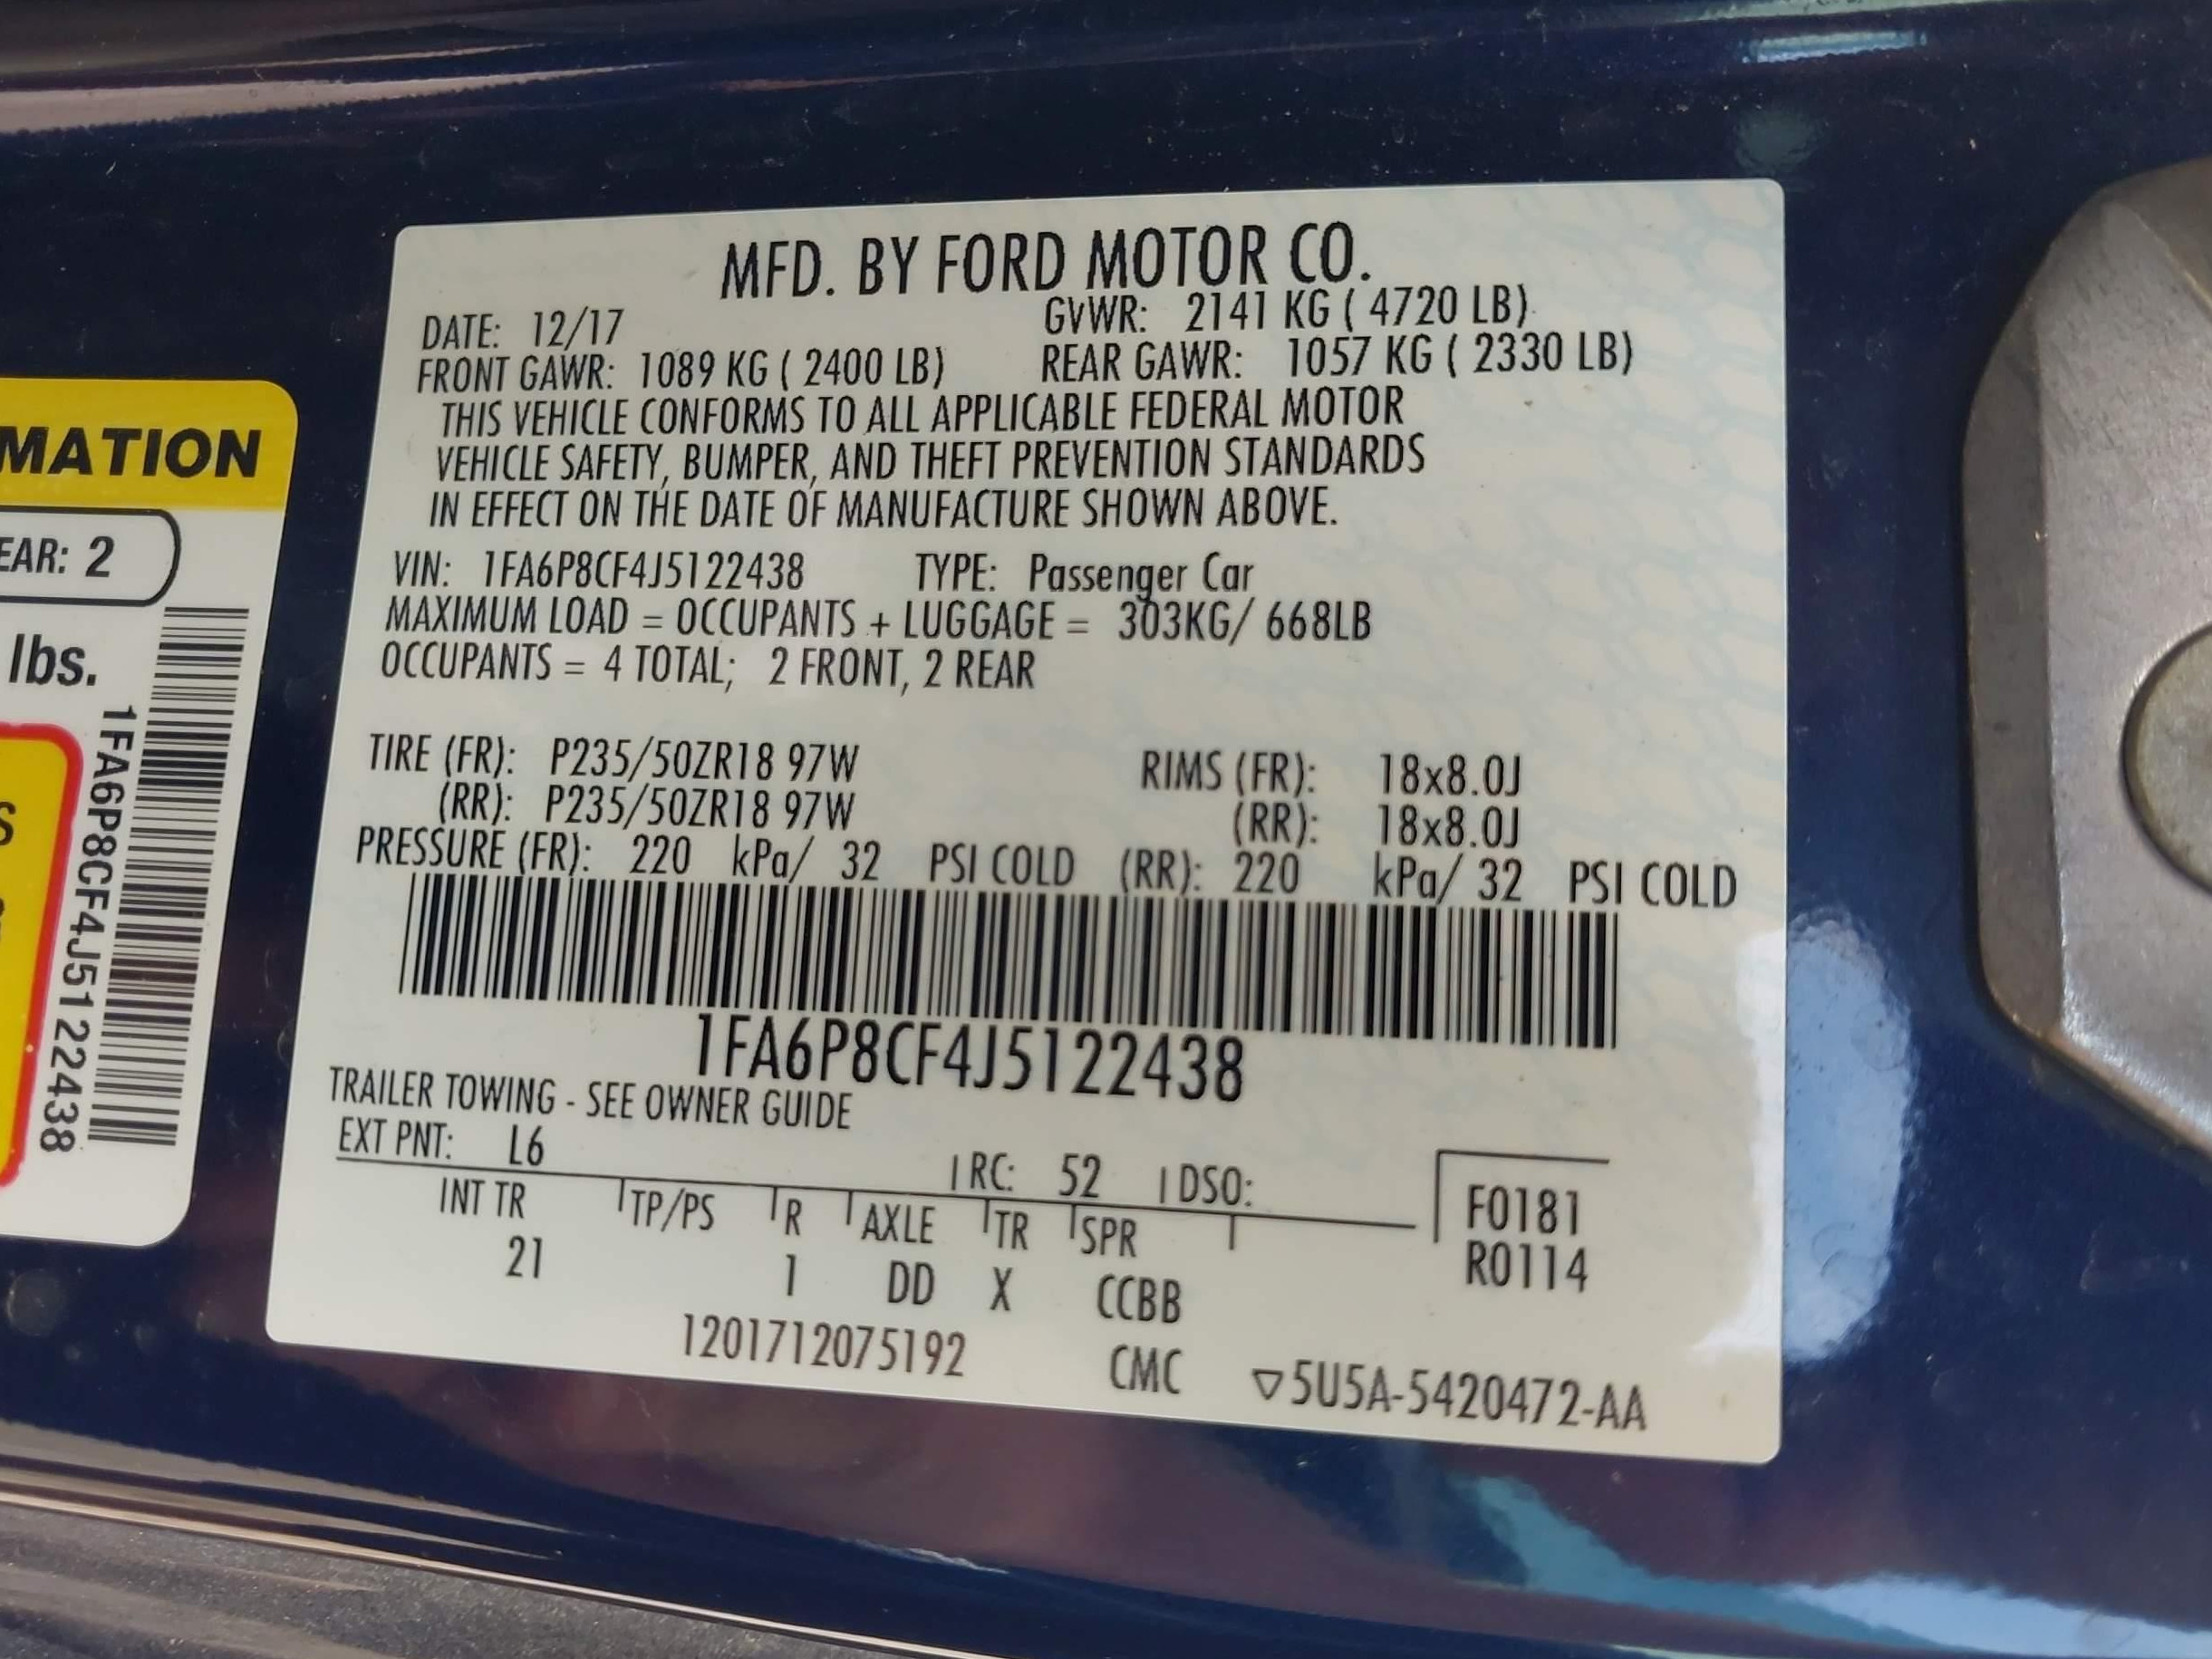 MATION
EAR: 2
lbs.
1FA6P8CF4J5122438
MFD. BY FORD MOTOR CO.
DATE: 12/17 GVWR: 2141 KG ( 4720 LB)
FRONT GAWR: 1089 KG ( 2400 LB) REAR GAWR: 1057 KG ( 2330 LB)
THIS VEHICLE CONFORMS TO ALL APPLICABLE FEDERAL MOTOR
VEHICLE SAFETY, BUMPER, AND THEFT PREVENTION STANDARDS
IN EFFECT ON THE DATE OF MANUFACTURE SHOWN ABOVE.
VIN: 1FA6P8CF4J5122438 TYPE: Passenger Car
MAXIMUM LOAD = OCCUPANTS + LUGGAGE = 303KG/ 668LB
OCCUPANTS = 4 TOTAL; 2 FRONT, 2 REAR
TIRE (FR): P235/50ZR18 97W RIMS (FR): 18x8.0J
(RR): P235/50ZR18 97W (RR): 18x8.0J
PRESSURE (FR): 220 kPa/ 32 PSI COLD (RR): 220 kPa/ 32 PSI COLD
1FA6P8CF4J5122438
TRAILER TOWING - SEE OWNER GUIDE
EXT PNT: L6 RC: 52 DSO:
INT TR TP/PS R AXLE TR SPR F0181
21 1 DD X CCBB R0114
1201712075192 CMC ▽5U5A-5420472-AA